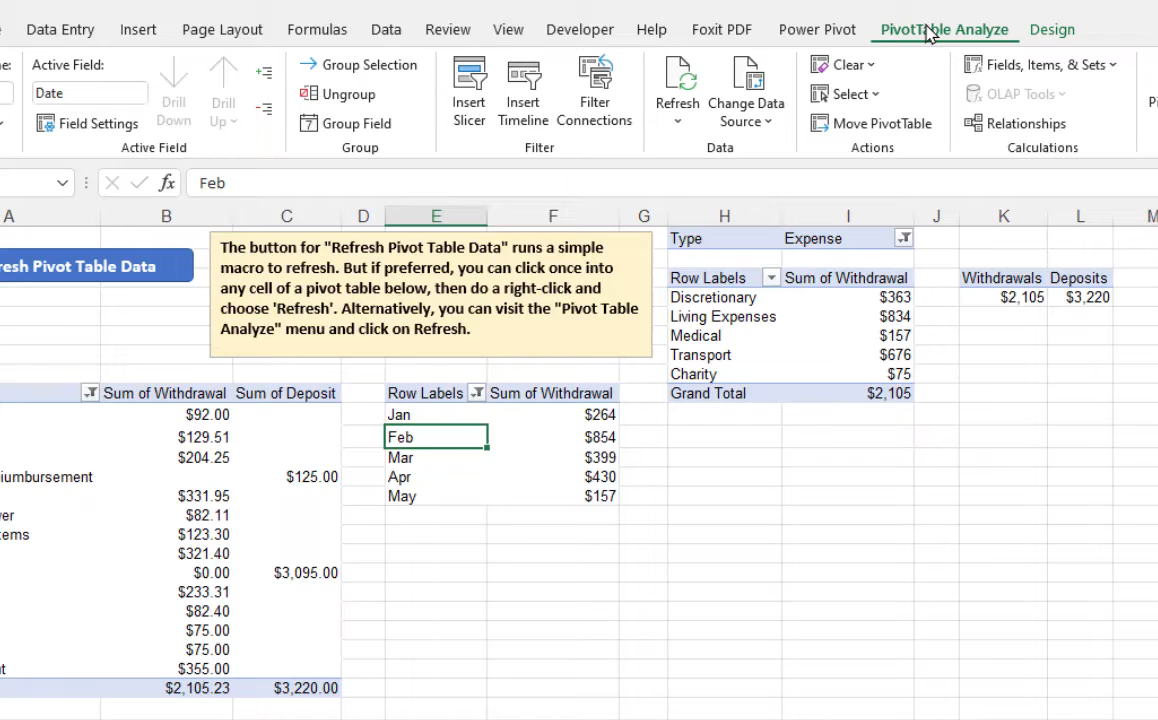 Data Entry Insert Page Layout Formulas Data Review View Developer Help Foxit PDF Power Pivot PivotTable Analyze Design
Active Field:
Date
Field Settings
Drill Down
Drill Up
Active Field
Group Selection
Ungroup
Group Field
Group
Insert Slicer
Insert Timeline
Filter Connections
Filter
Refresh
Change Data Source
Data
Clear
Select
Move PivotTable
Actions
Fields, Items, & Sets
OLAP Tools
Relationships
Calculations
fx Feb
A B C D E F G H I J K L M
resh Pivot Table Data
The button for "Refresh Pivot Table Data" runs a simple
macro to refresh. But if preferred, you can click once into
any cell of a pivot table below, then do a right-click and
choose 'Refresh'. Alternatively, you can visit the "Pivot Table
Analyze" menu and click on Refresh.
Type Expense
Row Labels Sum of Withdrawal
Discretionary $363
Living Expenses $834
Medical $157
Transport $676
Charity $75
Grand Total $2,105
Withdrawals Deposits
$2,105 $3,220
Sum of Withdrawal Sum of Deposit
$92.00
$129.51
$204.25
iumbursement $125.00
$331.95
wer $82.11
tems $123.30
$321.40
$0.00 $3,095.00
$233.31
$82.40
$75.00
$75.00
t $355.00
$2,105.23 $3,220.00
Row Labels Sum of Withdrawal
Jan $264
Feb $854
Mar $399
Apr $430
May $157